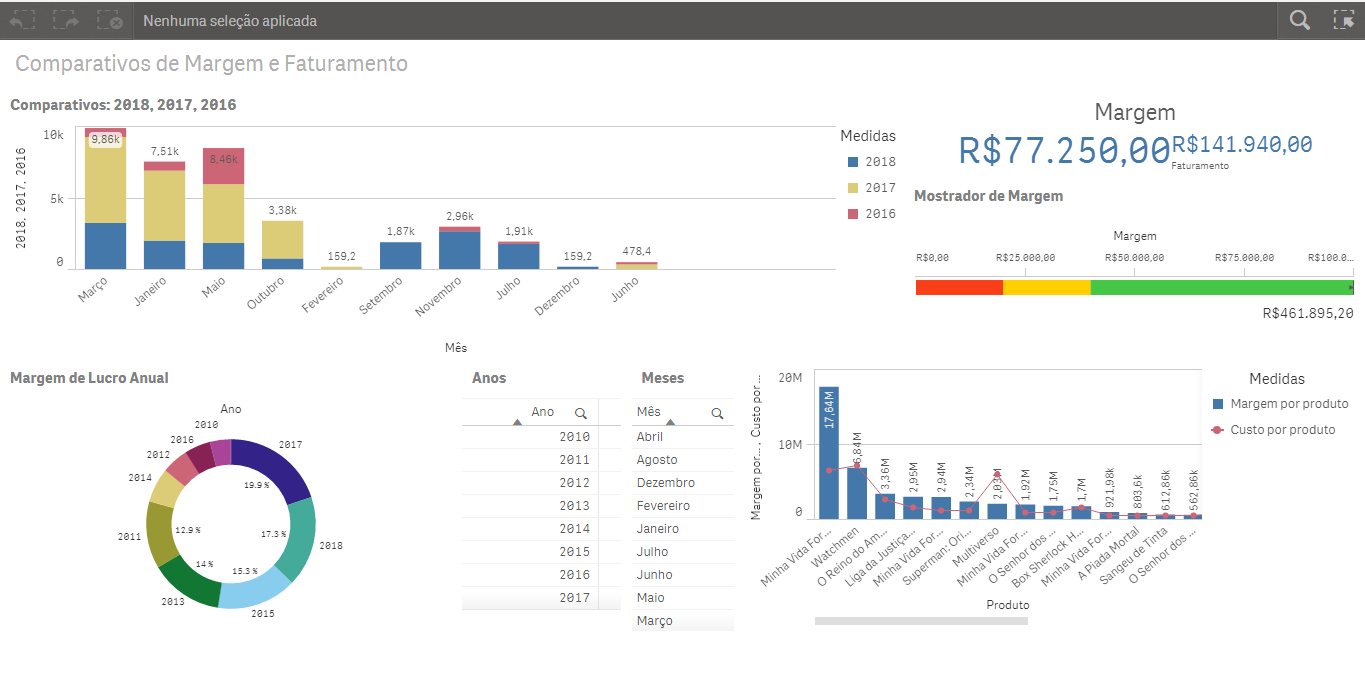 Nenhuma seleção aplicada
Comparativos de Margem e Faturamento
Comparativos: 2018, 2017, 2016
2018, 2017, 2016
10k
5k
0
9,86k
7,51k
8,46k
3,38k
159,2
1,87k
2,96k
1,91k
159,2
478,4
Março
Janeiro
Maio
Outubro
Fevereiro
Setembro
Novembro
Julho
Dezembro
Junho
Mês
Medidas
2018
2017
2016
Margem
R$77.250,00
R$141.940,00
Faturamento
Mostrador de Margem
Margem
R$0,00
R$25.000,00
R$50.000,00
R$75.000,00
R$100.0...
R$461.895,20
Margem de Lucro Anual
Ano
2010
2016
2012
2014
2011
2013
2015
2018
2017
19.9 %
17.3 %
15.3 %
14 %
12.9 %
Anos
Ano
2010
2011
2012
2013
2014
2015
2016
2017
Meses
Mês
Abril
Agosto
Dezembro
Fevereiro
Janeiro
Julho
Junho
Maio
Março
Margem por... , Custo por ...
20M
10M
0
17,64M
6,84M
3,36M
2,95M
2,94M
2,34M
2,03M
1,92M
1,75M
1,7M
921,98k
803,6k
612,86k
562,86k
Minha Vida For...
Watchmen
O Reino do Am...
Liga da Justiça...
Minha Vida For...
Superman: Ori...
Multiverso
Minha Vida For...
O Senhor dos ...
Box Sherlock H...
Minha Vida For...
A Piada Mortal
Sangeu de Tinta
O Senhor dos ...
Produto
Medidas
Margem por produto
Custo por produto